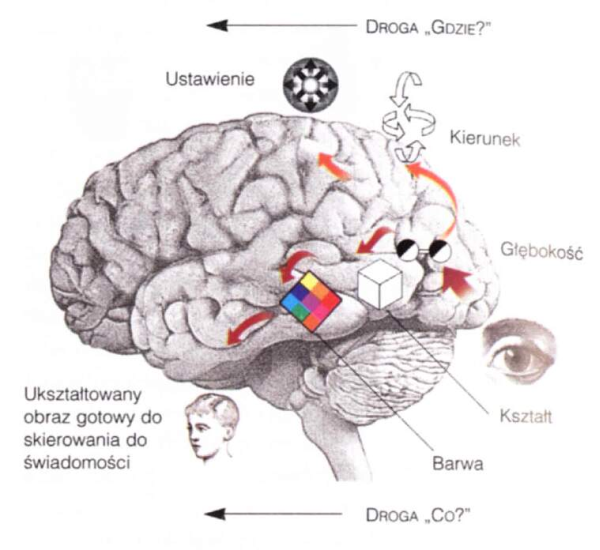 DROGA „GDZIE?”
Ustawienie
Kierunek
Głębokość
Ukształtowany
obraz gotowy do
skierowania do
świadomości
Kształt
Barwa
DROGA „CO?”